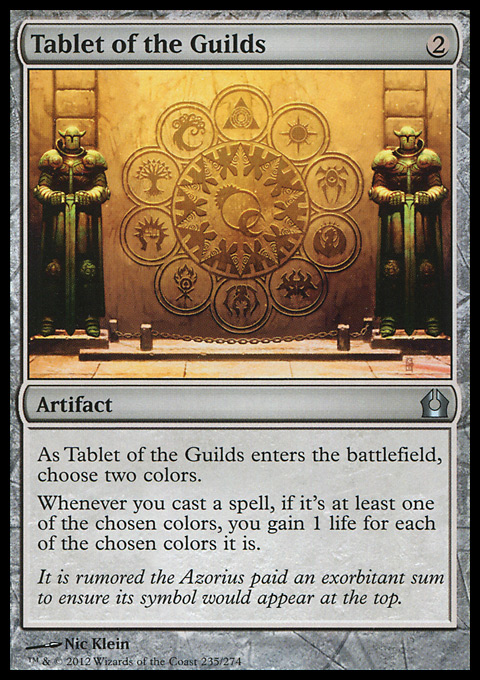 Tablet of the Guilds 2
Artifact
As Tablet of the Guilds enters the battlefield,
choose two colors.
Whenever you cast a spell, if it's at least one
of the chosen colors, you gain 1 life for each
of the chosen colors it is.
It is rumored the Azorius paid an exorbitant sum
to ensure its symbol would appear at the top.
Nic Klein
™ & © 2012 Wizards of the Coast 235/274